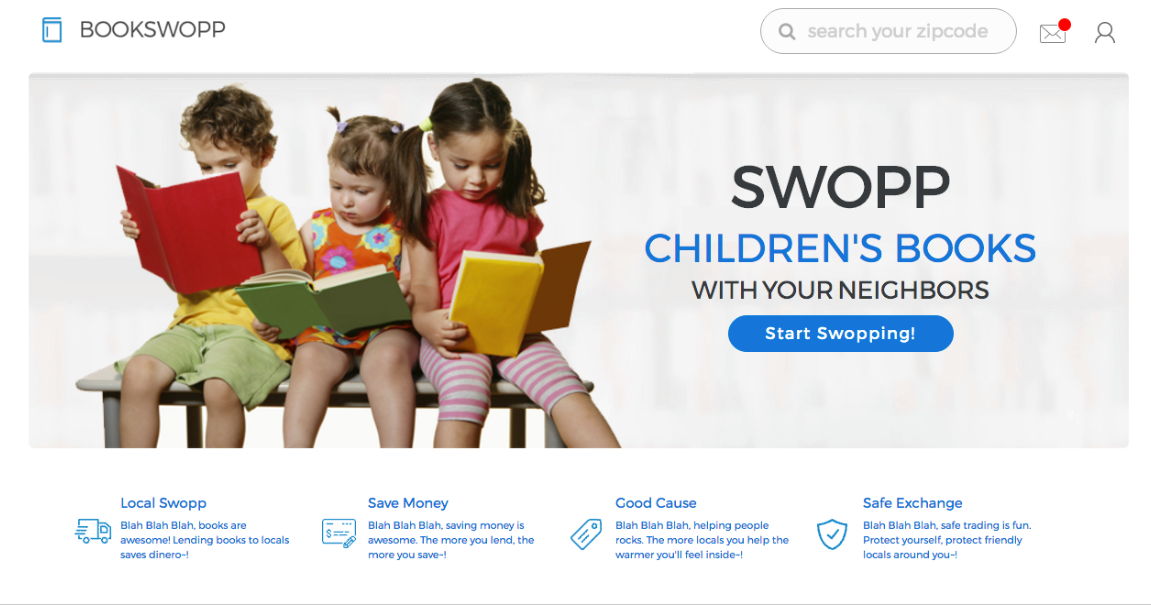 BOOKSWOPP
search your zipcode
SWOPP
CHILDREN'S BOOKS
WITH YOUR NEIGHBORS
Start Swopping!
Local Swopp
Blah Blah Blah, books are
awesome! Lending books to locals
saves dinero~!
Save Money
Blah Blah Blah, saving money is
awesome. The more you lend, the
more you save~!
Good Cause
Blah Blah Blah, helping people
rocks. The more locals you help the
warmer you'll feel inside~!
Safe Exchange
Blah Blah Blah, safe trading is fun.
Protect yourself, protect friendly
locals around you~!